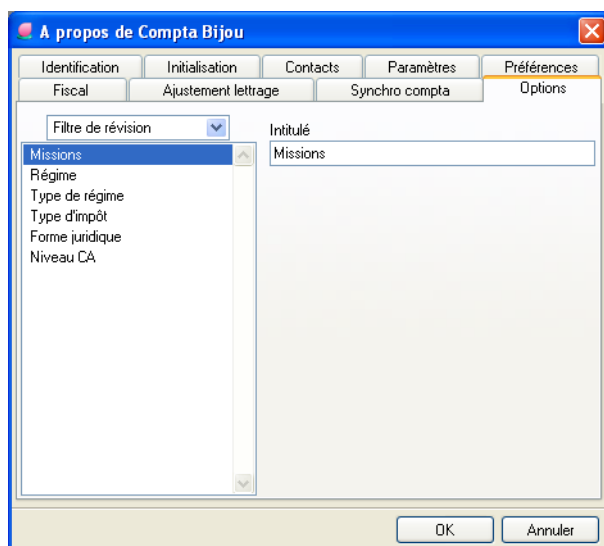 A propos de Compta Bijou
Identification
Initialisation
Contacts
Paramètres
Préférences
Fiscal
Ajustement lettrage
Synchro compta
Options
Filtre de révision
Intitulé
Missions
Missions
Régime
Type de régime
Type d'impôt
Forme juridique
Niveau CA
OK
Annuler